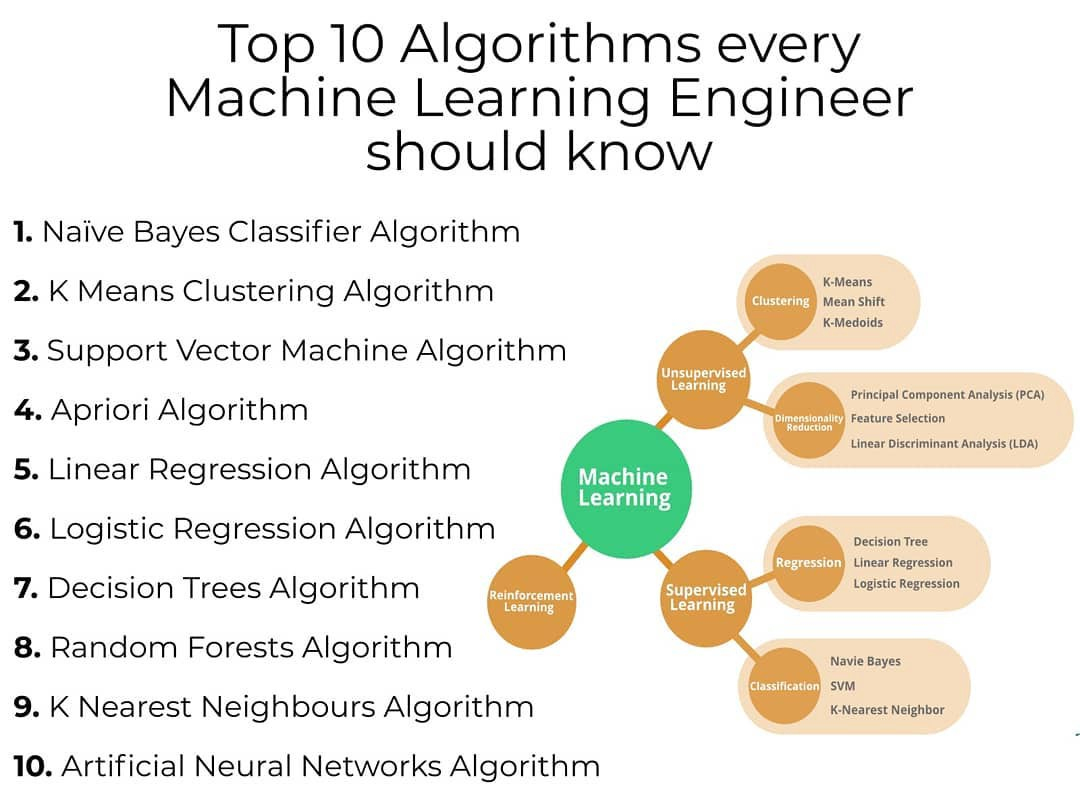 Top 10 Algorithms every
Machine Learning Engineer
should know
1. Naïve Bayes Classifier Algorithm
2. K Means Clustering Algorithm
3. Support Vector Machine Algorithm
4. Apriori Algorithm
5. Linear Regression Algorithm
6. Logistic Regression Algorithm
7. Decision Trees Algorithm
8. Random Forests Algorithm
9. K Nearest Neighbours Algorithm
10. Artificial Neural Networks Algorithm
Machine
Learning
Unsupervised
Learning
Clustering
K-Means
Mean Shift
K-Medoids
Dimensionality
Reduction
Principal Component Analysis (PCA)
Feature Selection
Linear Discriminant Analysis (LDA)
Supervised
Learning
Regression
Decision Tree
Linear Regression
Logistic Regression
Classification
Navie Bayes
SVM
K-Nearest Neighbor
Reinforcement
Learning